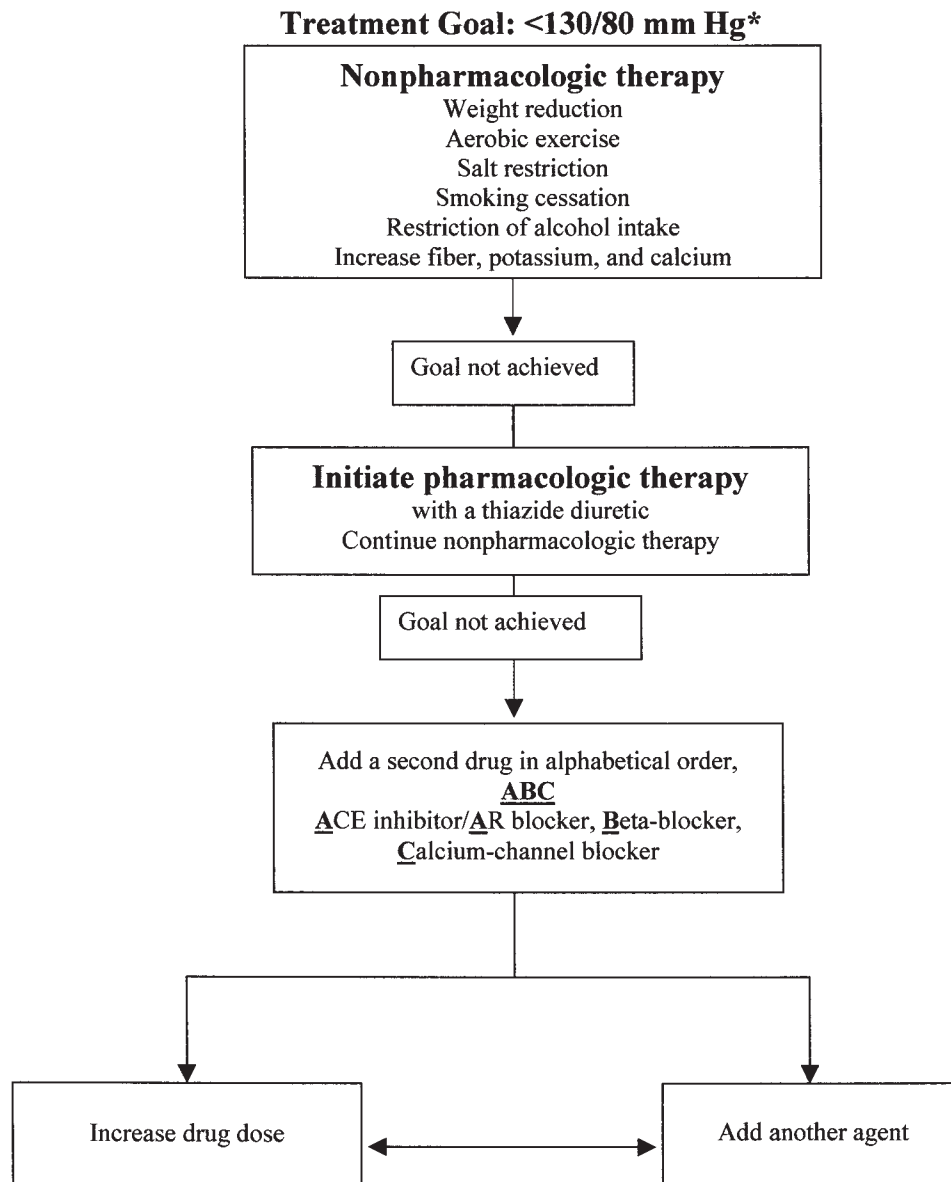 Treatment Goal: <130/80 mm Hg*
Nonpharmacologic therapy
Weight reduction
Aerobic exercise
Salt restriction
Smoking cessation
Restriction of alcohol intake
Increase fiber, potassium, and calcium
Goal not achieved
Initiate pharmacologic therapy
with a thiazide diuretic
Continue nonpharmacologic therapy
Goal not achieved
Add a second drug in alphabetical order,
ABC
ACE inhibitor/AR blocker, Beta-blocker,
Calcium-channel blocker
Increase drug dose
Add another agent